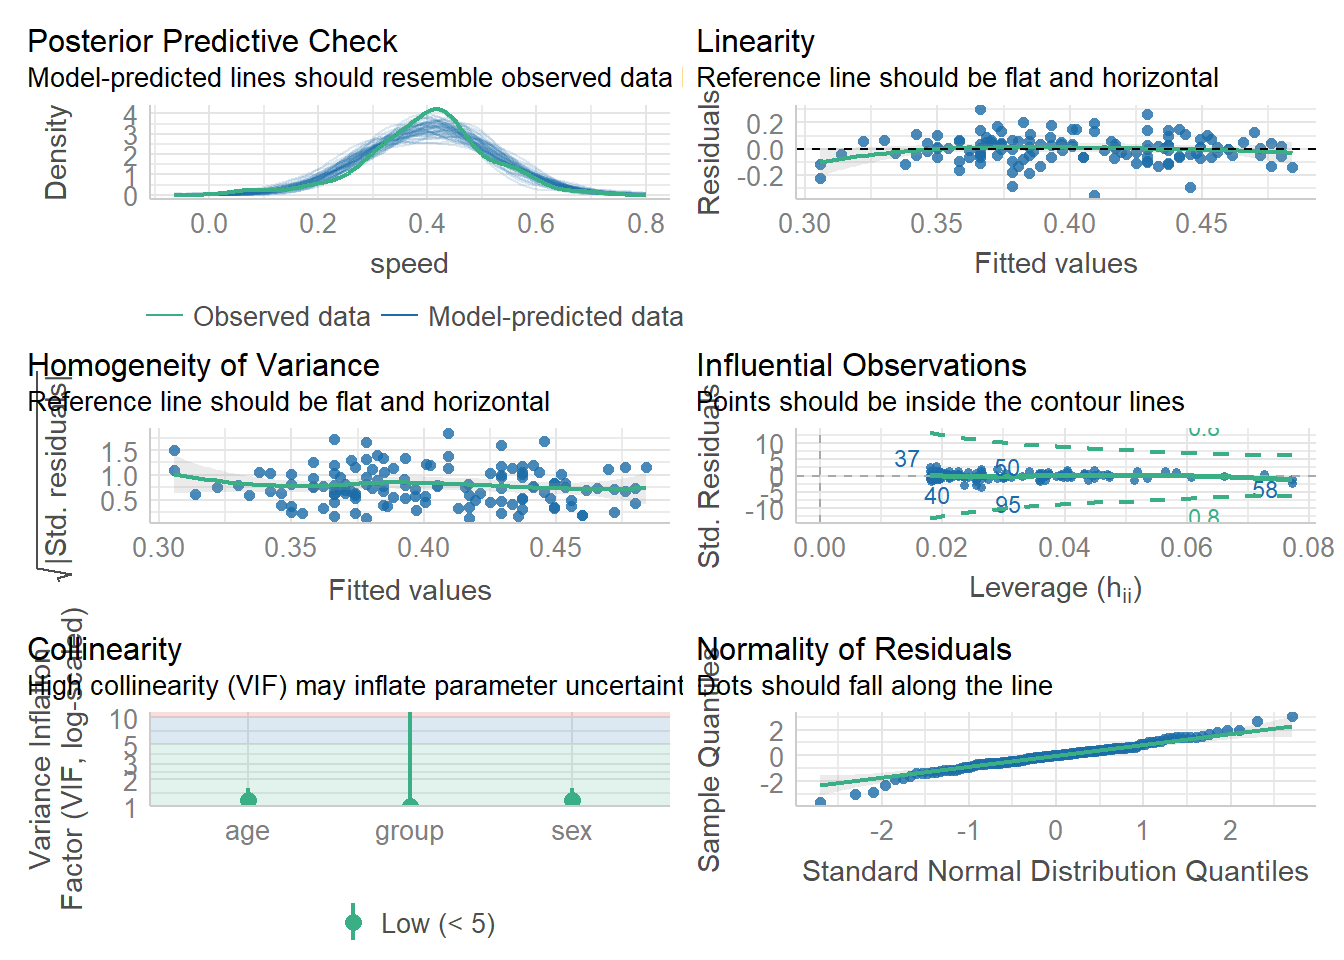 Posterior Predictive Check
Model-predicted lines should resemble observed data
Density
4
3
2
1
0
0.0 0.2 0.4 0.6 0.8
speed
Observed data Model-predicted data
Linearity
Reference line should be flat and horizontal
Residuals
0.2
0.0
-0.2
0.30 0.35 0.40 0.45
Fitted values
Homogeneity of Variance
Reference line should be flat and horizontal
√|Std. residuals|
1.5
1.0
0.5
0.30 0.35 0.40 0.45
Fitted values
Influential Observations
Points should be inside the contour lines
Std. Residuals
10
5
0
-5
-10
0.8
37
50
40
95
58
0.8
0.00 0.02 0.04 0.06 0.08
Leverage (hii)
Collinearity
High collinearity (VIF) may inflate parameter uncertaint
Variance Inflation
Factor (VIF, log-scaled)
10
5
3
2
1
age group sex
Low (< 5)
Normality of Residuals
Dots should fall along the line
Sample Quantiles
2
0
-2
-2 -1 0 1 2
Standard Normal Distribution Quantiles